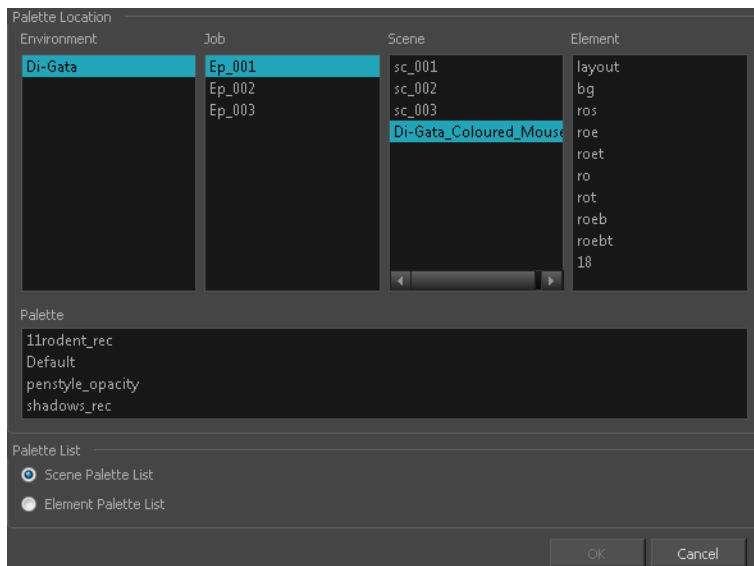 Palette Location
Environment
Job
Scene
Element
Di-Gata
Ep_001
Ep_002
Ep_003
sc_001
sc_002
sc_003
Di-Gata_Coloured_Mouse
layout
bg
ros
roe
roet
ro
rot
roeb
roebt
18
Palette
11rodent_rec
Default
penstyle_opacity
shadows_rec
Palette List
Scene Palette List
Element Palette List
OK
Cancel